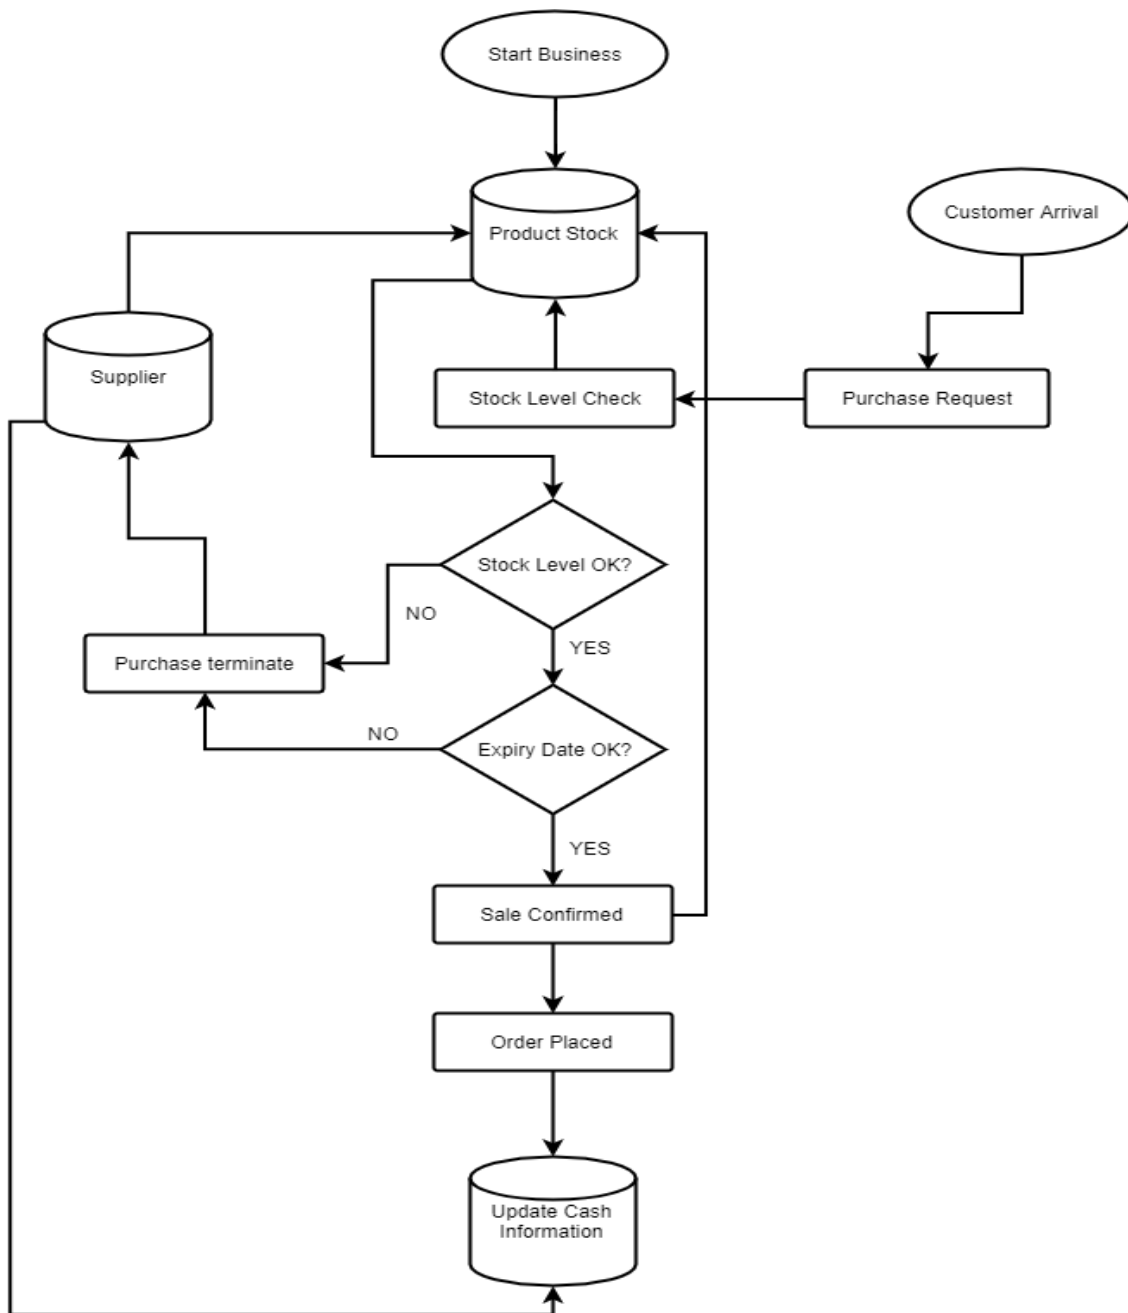 Start Business
Product Stock
Customer Arrival
Supplier
Stock Level Check
Purchase Request
Stock Level OK?
NO
YES
Purchase terminate
NO
Expiry Date OK?
YES
Sale Confirmed
Order Placed
Update Cash
Information